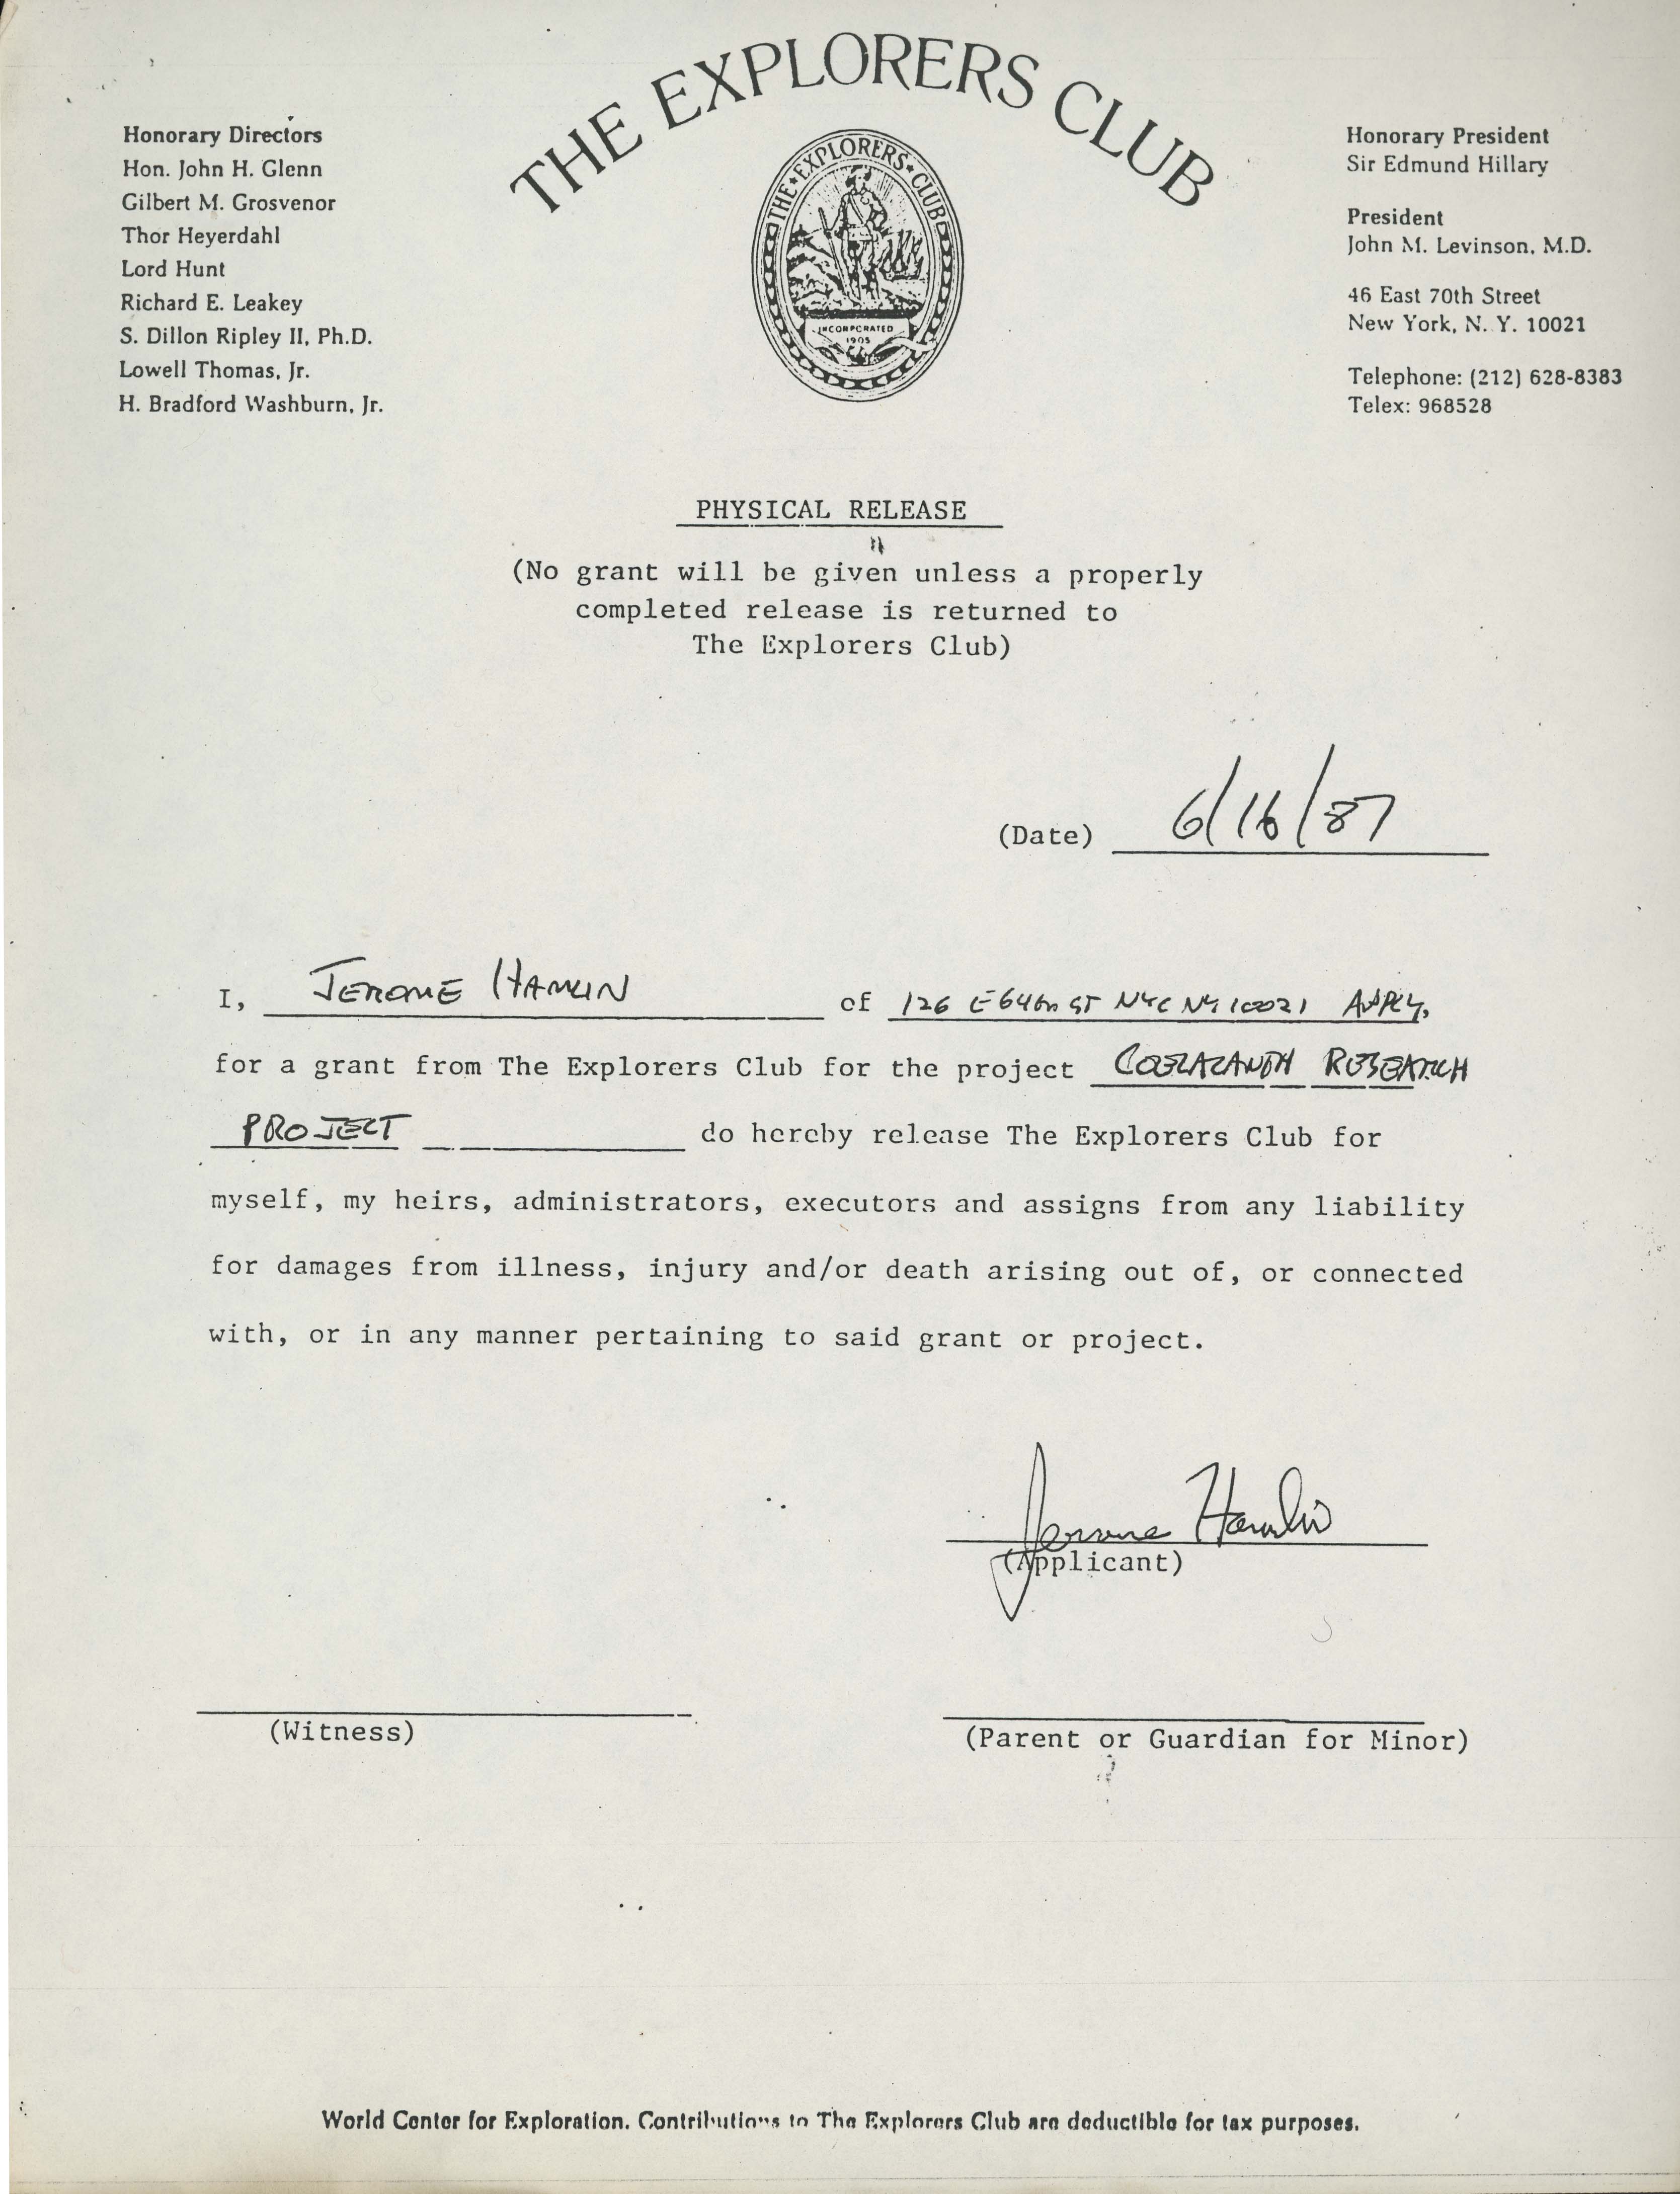 THE EXPLORERS CLUB
Honorary Directors
Hon. John H. Glenn
Gilbert M. Grosvenor
Thor Heyerdahl
Lord Hunt
Richard E. Leakey
S. Dillon Ripley II, Ph.D.
Lowell Thomas, Jr.
H. Bradford Washburn, Jr.
THE EXPLORERS CLUB
INCORPORATED
1905
Honorary President
Sir Edmund Hillary
President
John M. Levinson, M.D.
46 East 70th Street
New York, N. Y. 10021
Telephone: (212) 628-8383
Telex: 968528
PHYSICAL RELEASE
(No grant will be given unless a properly
completed release is returned to
The Explorers Club)
(Date) 6/16/87
I, JEROME HAMLIN of 126 E 64th ST NYC NY 10021 APPLY,
for a grant from The Explorers Club for the project COELACANTH RESEARCH
PROJECT do hereby release The Explorers Club for
myself, my heirs, administrators, executors and assigns from any liability
for damages from illness, injury and/or death arising out of, or connected
with, or in any manner pertaining to said grant or project.
Jerome Hamlin
(Applicant)
(Witness)
(Parent or Guardian for Minor)
World Center for Exploration. Contributions to The Explorers Club are deductible for tax purposes.